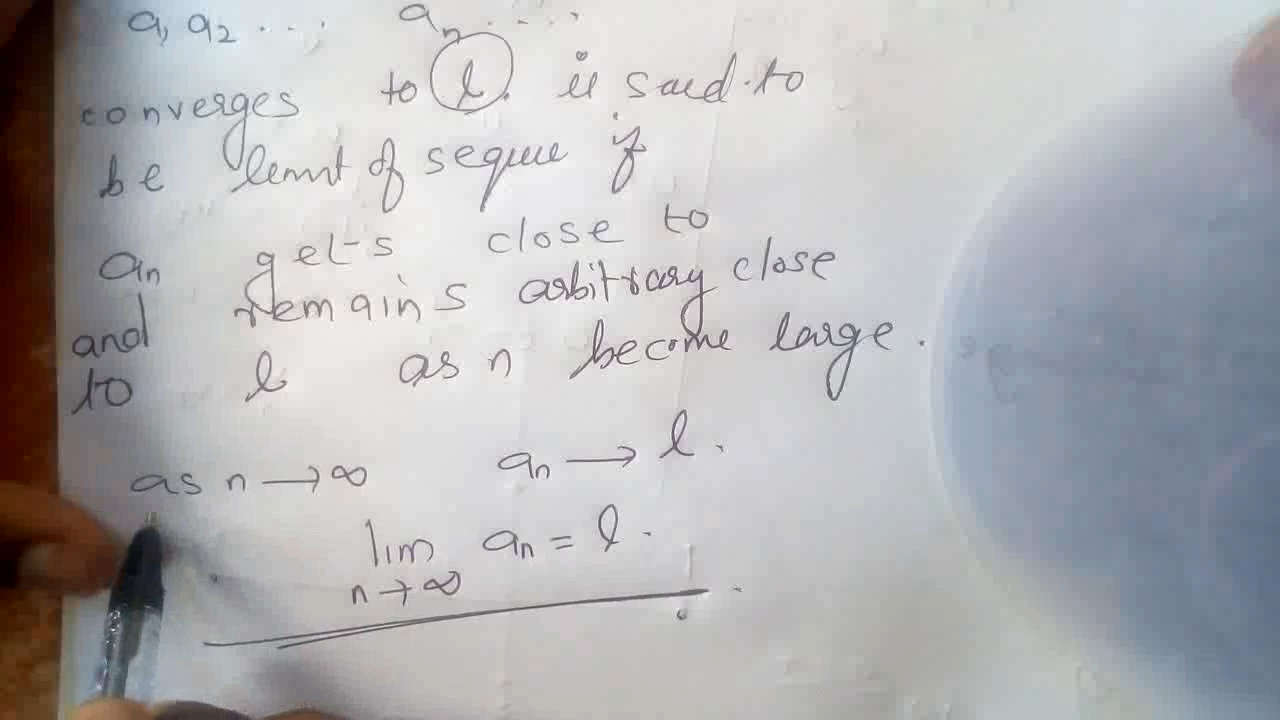 a₁ a₂ ... aₙ ....
converges to l. is said to
be limit of seque if
aₙ gets close to
and remains arbitrary close
to l as n become large.
as n → ∞ aₙ → l.
lim aₙ = l.
n → ∞